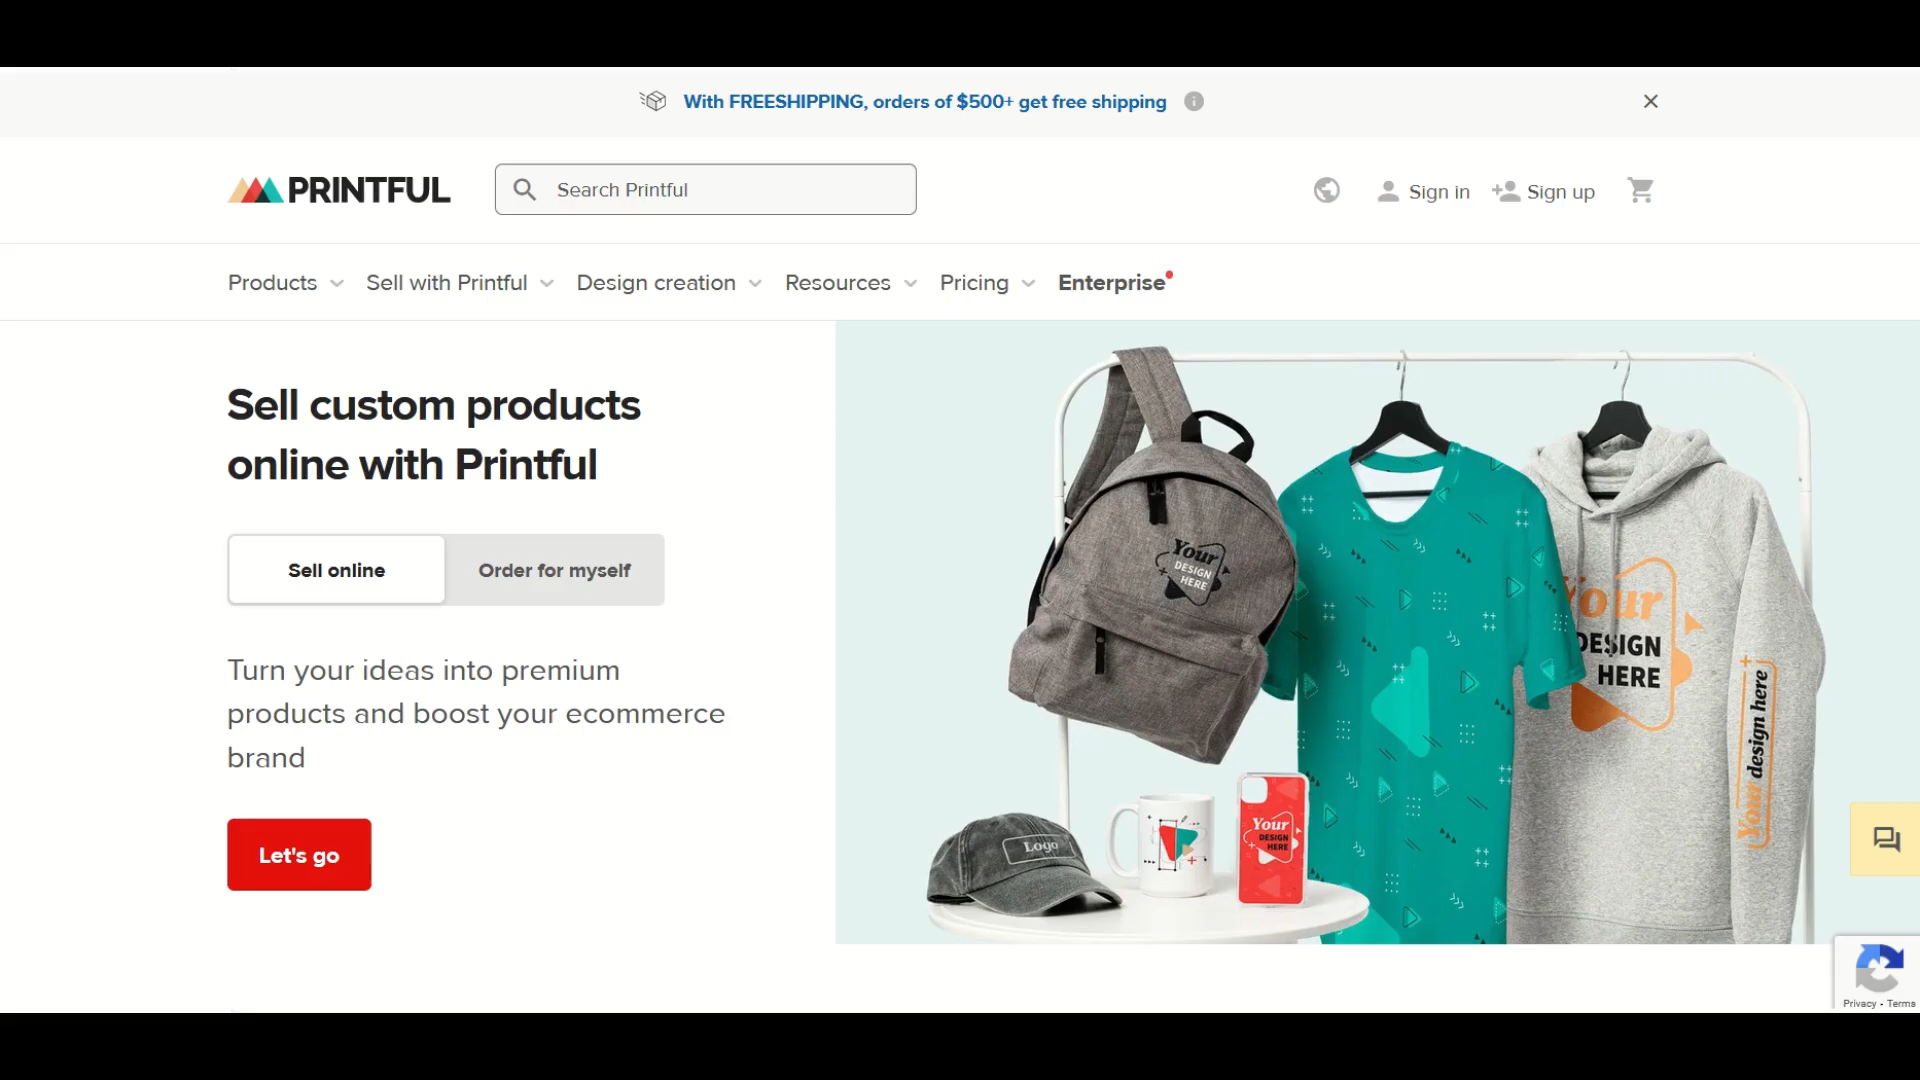 With FREESHIPPING, orders of $500+ get free shipping
PRINTFUL
Search Printful
Sign in
Sign up
Products
Sell with Printful
Design creation
Resources
Pricing
Enterprise
Sell custom products
online with Printful
Sell online
Order for myself
Turn your ideas into premium
products and boost your ecommerce
brand
Let's go
Your
DESIGN
HERE
Your
DESIGN
HERE
Your design here
Logo
Your
DESIGN
HERE
Privacy - Terms